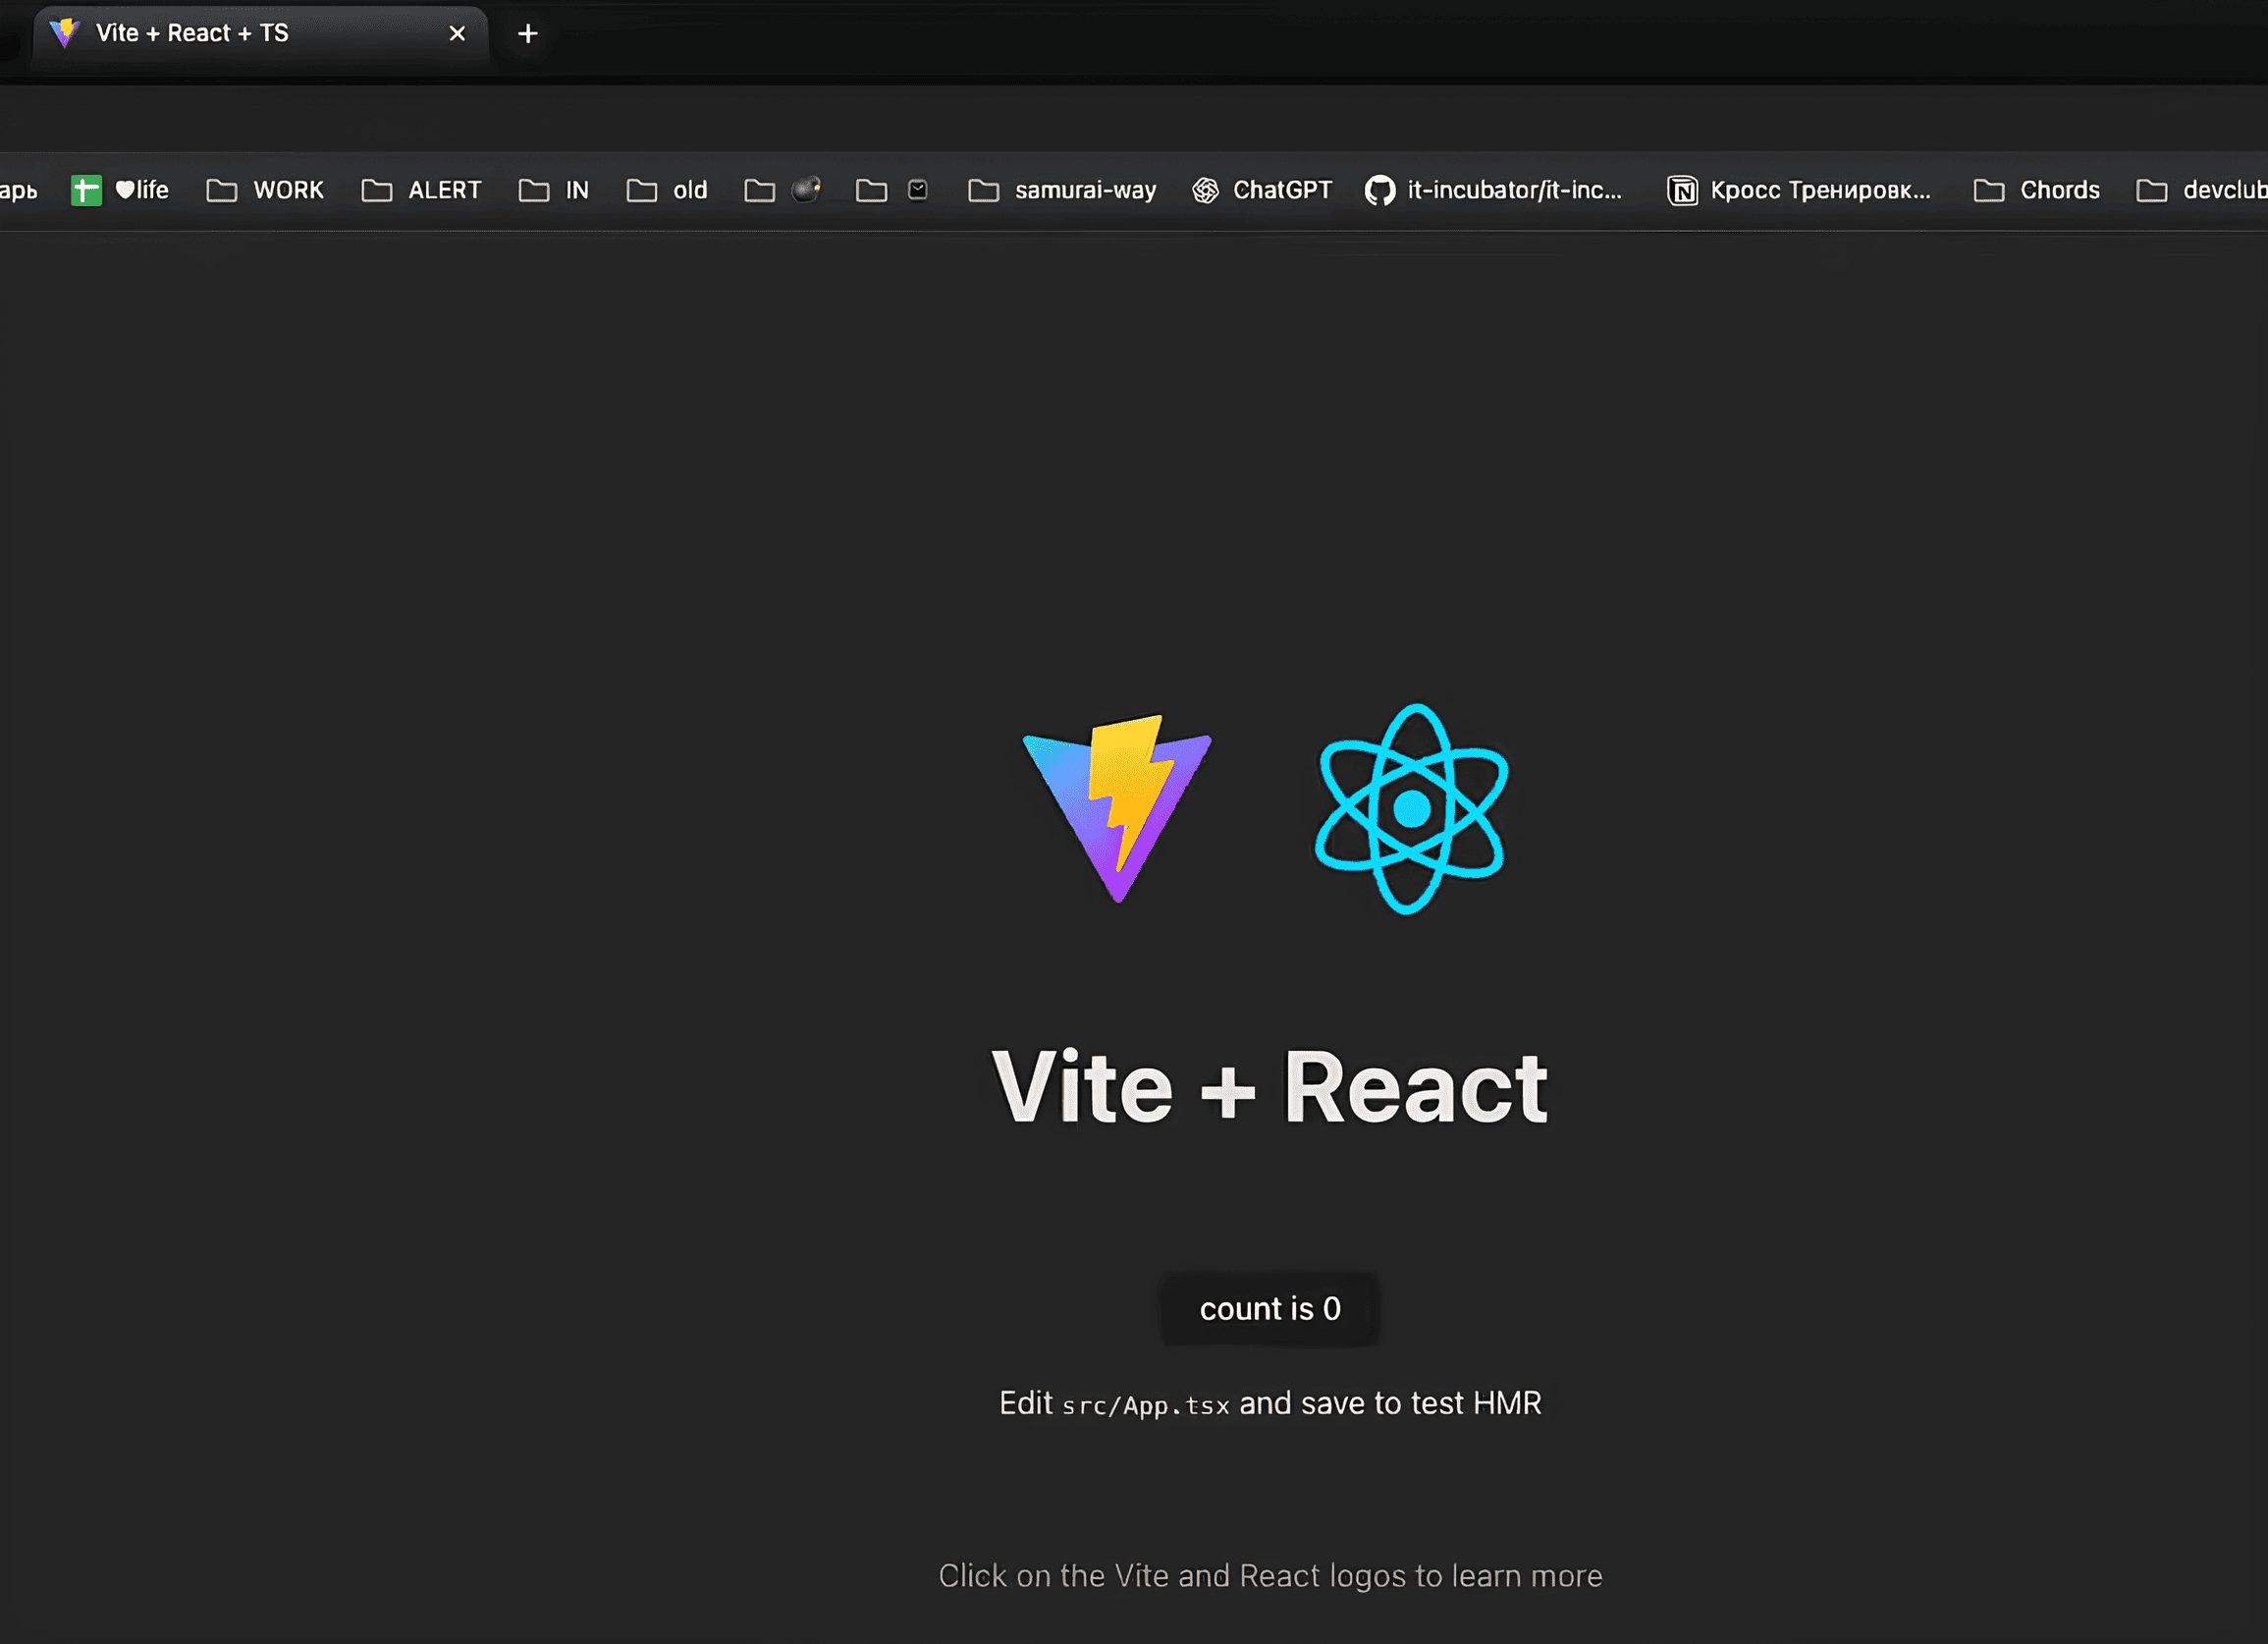 Vite + React + TS
арь life WORK ALERT IN old samurai-way ChatGPT it-incubator/it-inc... Кросс Тренировк... Chords devclub
Vite + React
count is 0
Edit src/App.tsx and save to test HMR
Click on the Vite and React logos to learn more